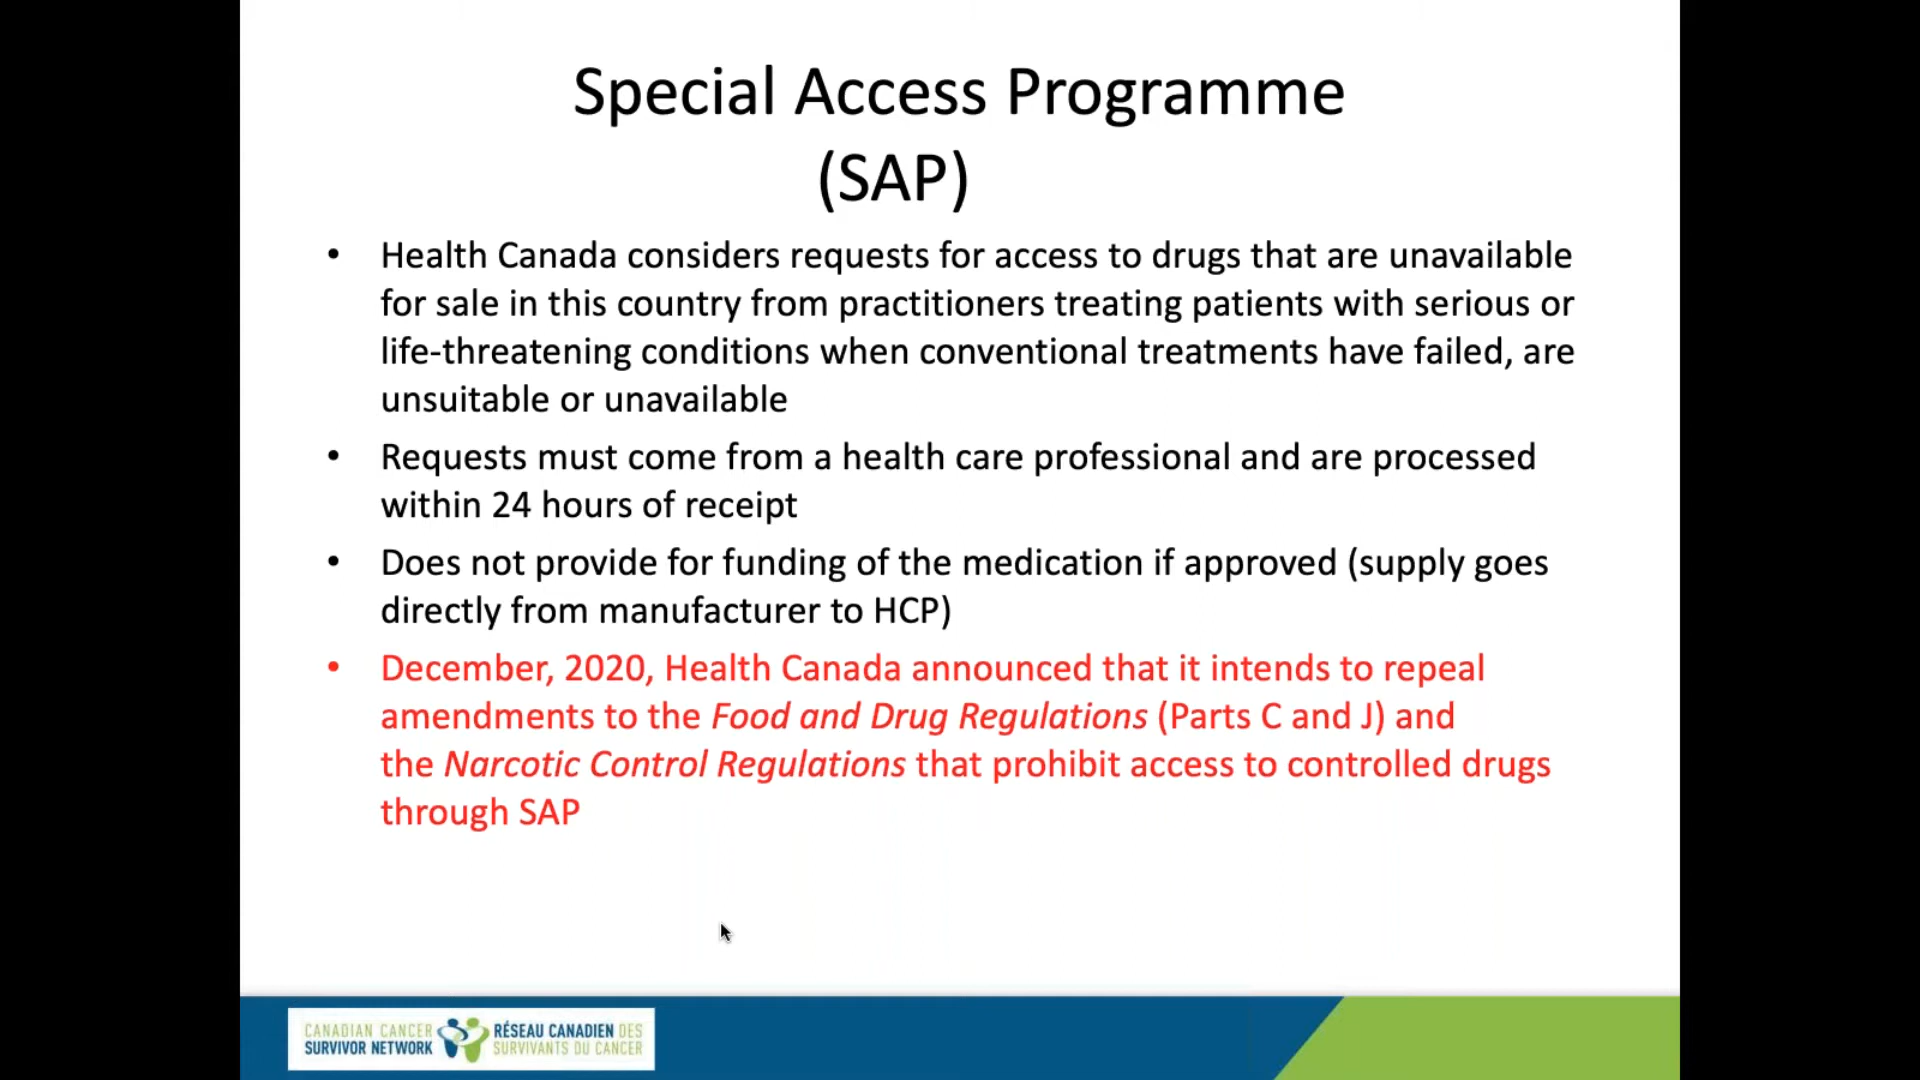 Special Access Programme
(SAP)
• Health Canada considers requests for access to drugs that are unavailable
for sale in this country from practitioners treating patients with serious or
life-threatening conditions when conventional treatments have failed, are
unsuitable or unavailable
• Requests must come from a health care professional and are processed
within 24 hours of receipt
• Does not provide for funding of the medication if approved (supply goes
directly from manufacturer to HCP)
• December, 2020, Health Canada announced that it intends to repeal
amendments to the Food and Drug Regulations (Parts C and J) and
the Narcotic Control Regulations that prohibit access to controlled drugs
through SAP
CANADIAN CANCER
SURVIVOR NETWORK
RÉSEAU CANADIEN DES
SURVIVANTS DU CANCER